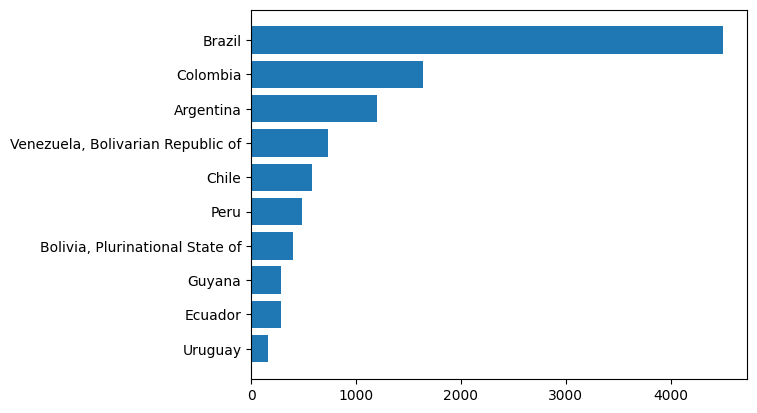 Brazil
Colombia
Argentina
Venezuela, Bolivarian Republic of
Chile
Peru
Bolivia, Plurinational State of
Guyana
Ecuador
Uruguay
0 1000 2000 3000 4000